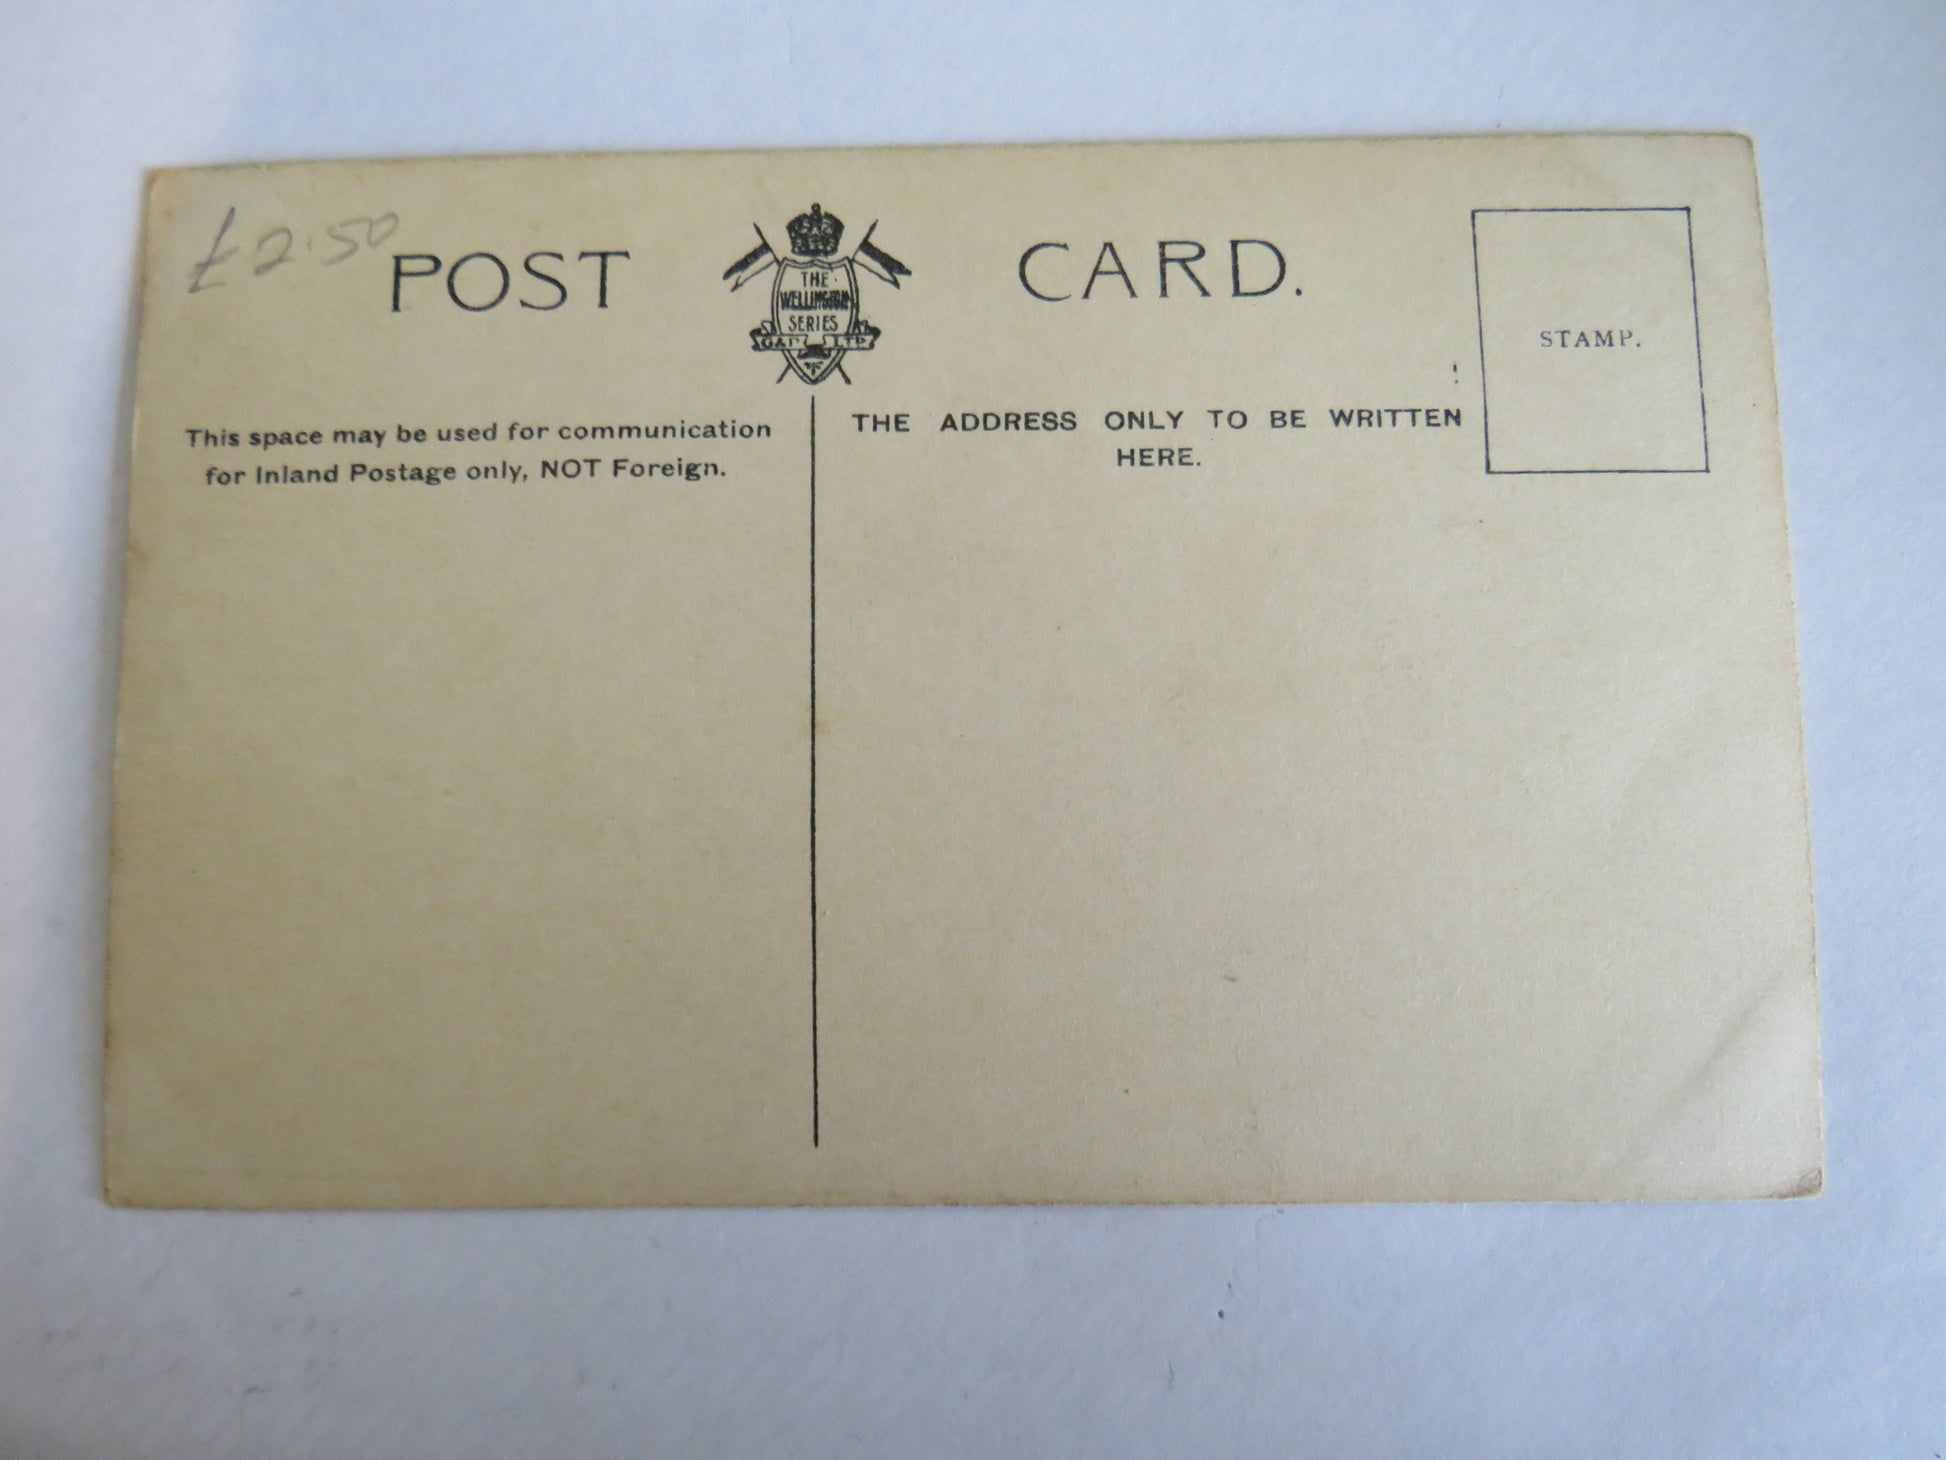 £2.50
POST CARD.
THE
WELLINGTON
SERIES
G&P LTD
STAMP.
This space may be used for communication
for Inland Postage only, NOT Foreign.
THE ADDRESS ONLY TO BE WRITTEN
HERE.